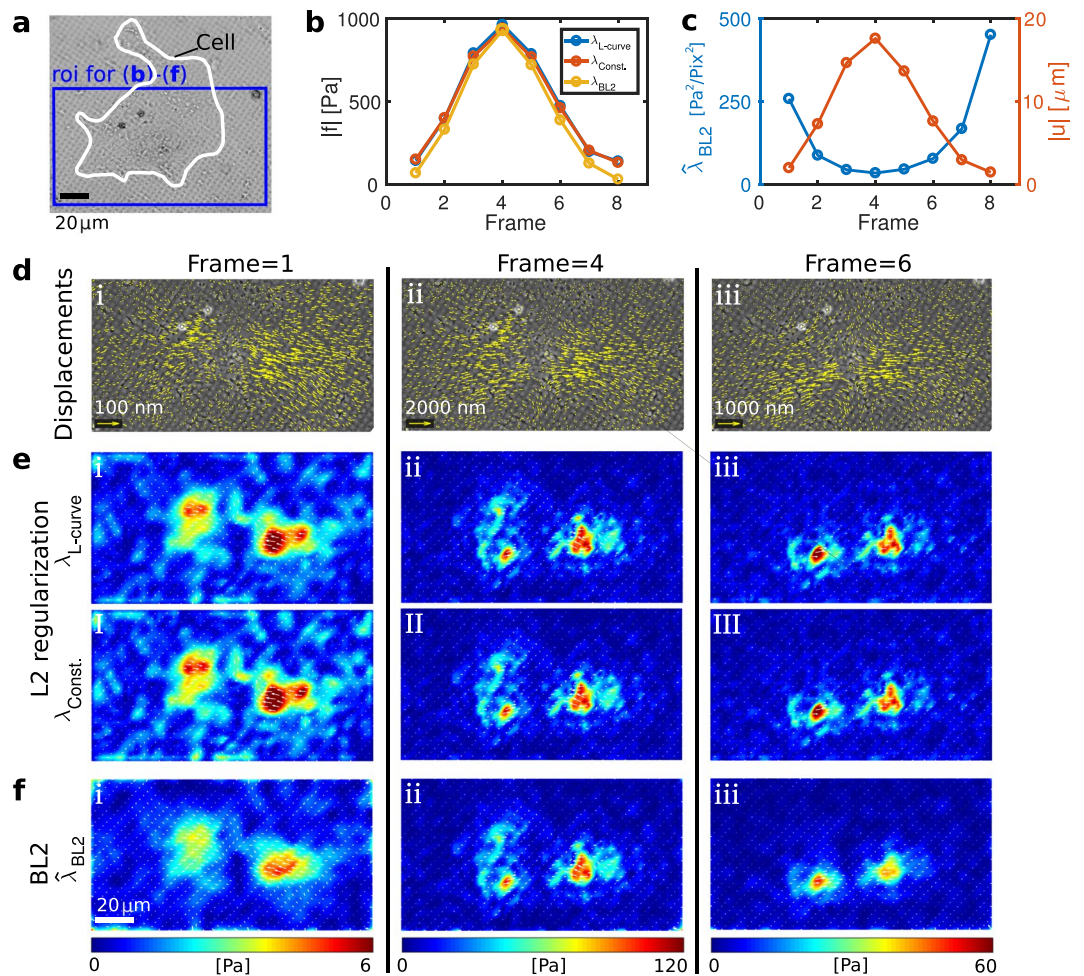 a
Cell
roi for (b)-(f)
20 μm
b
|f| [Pa]
1000
500
0
0 2 4 6 8
Frame
λL-curve
λConst.
λBL2
c
λ̂ BL2 [Pa²/Pix²]
500
250
0
0 2 4 6 8
Frame
20
10
0
|u| [μm]
d
Displacements
Frame=1
Frame=4
Frame=6
i
100 nm
ii
2000 nm
iii
1000 nm
e
L2 regularization
λL-curve
i
ii
iii
λConst.
I
II
III
f
BL2
λ̂BL2
i
ii
iii
20 μm
0 [Pa] 6
0 [Pa] 120
0 [Pa] 60